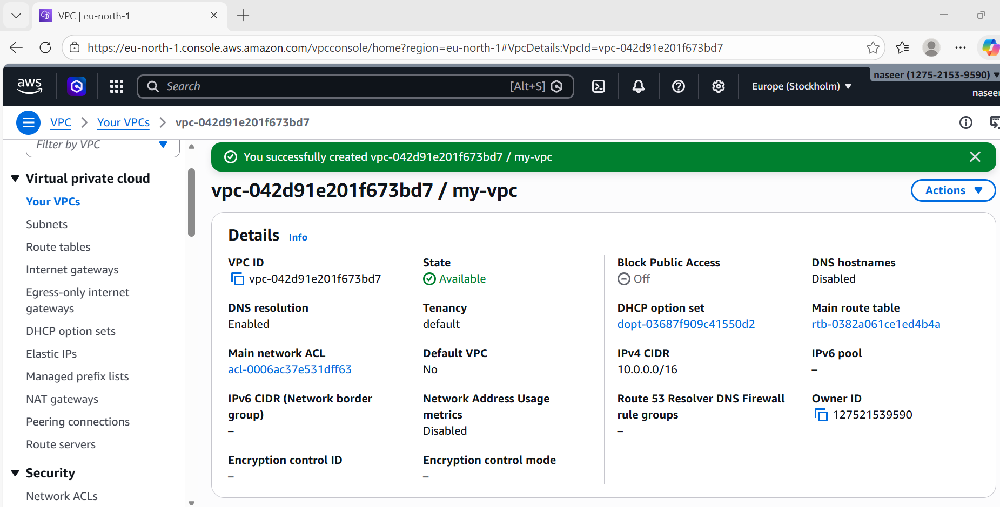 VPC | eu-north-1
https://eu-north-1.console.aws.amazon.com/vpcconsole/home?region=eu-north-1#VpcDetails:VpcId=vpc-042d91e201f673bd7
aws
Search
[Alt+S]
Europe (Stockholm)
naseer (1275-2153-9590)
naseer
VPC
Your VPCs
vpc-042d91e201f673bd7
Filter by VPC
Virtual private cloud
Your VPCs
Subnets
Route tables
Internet gateways
Egress-only internet
gateways
DHCP option sets
Elastic IPs
Managed prefix lists
NAT gateways
Peering connections
Route servers
Security
Network ACLs
You successfully created vpc-042d91e201f673bd7 / my-vpc
vpc-042d91e201f673bd7 / my-vpc
Actions
Details Info
VPC ID
vpc-042d91e201f673bd7
State
Available
Block Public Access
Off
DNS hostnames
Disabled
DNS resolution
Enabled
Tenancy
default
DHCP option set
dopt-03687f909c41550d2
Main route table
rtb-0382a061ce1ed4b4a
Main network ACL
acl-0006ac37e531dff63
Default VPC
No
IPv4 CIDR
10.0.0.0/16
IPv6 pool
–
IPv6 CIDR (Network border
group)
–
Network Address Usage
metrics
Disabled
Route 53 Resolver DNS Firewall
rule groups
–
Owner ID
127521539590
Encryption control ID
–
Encryption control mode
–